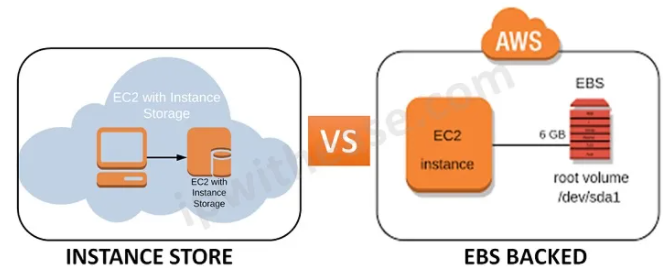 EC2 with Instance
Storage
EC2 with
Instance
Storage
INSTANCE STORE
VS
AWS
EC2
instance
6 GB
EBS
root volume
/dev/sda1
EBS BACKED
ipwithease.com